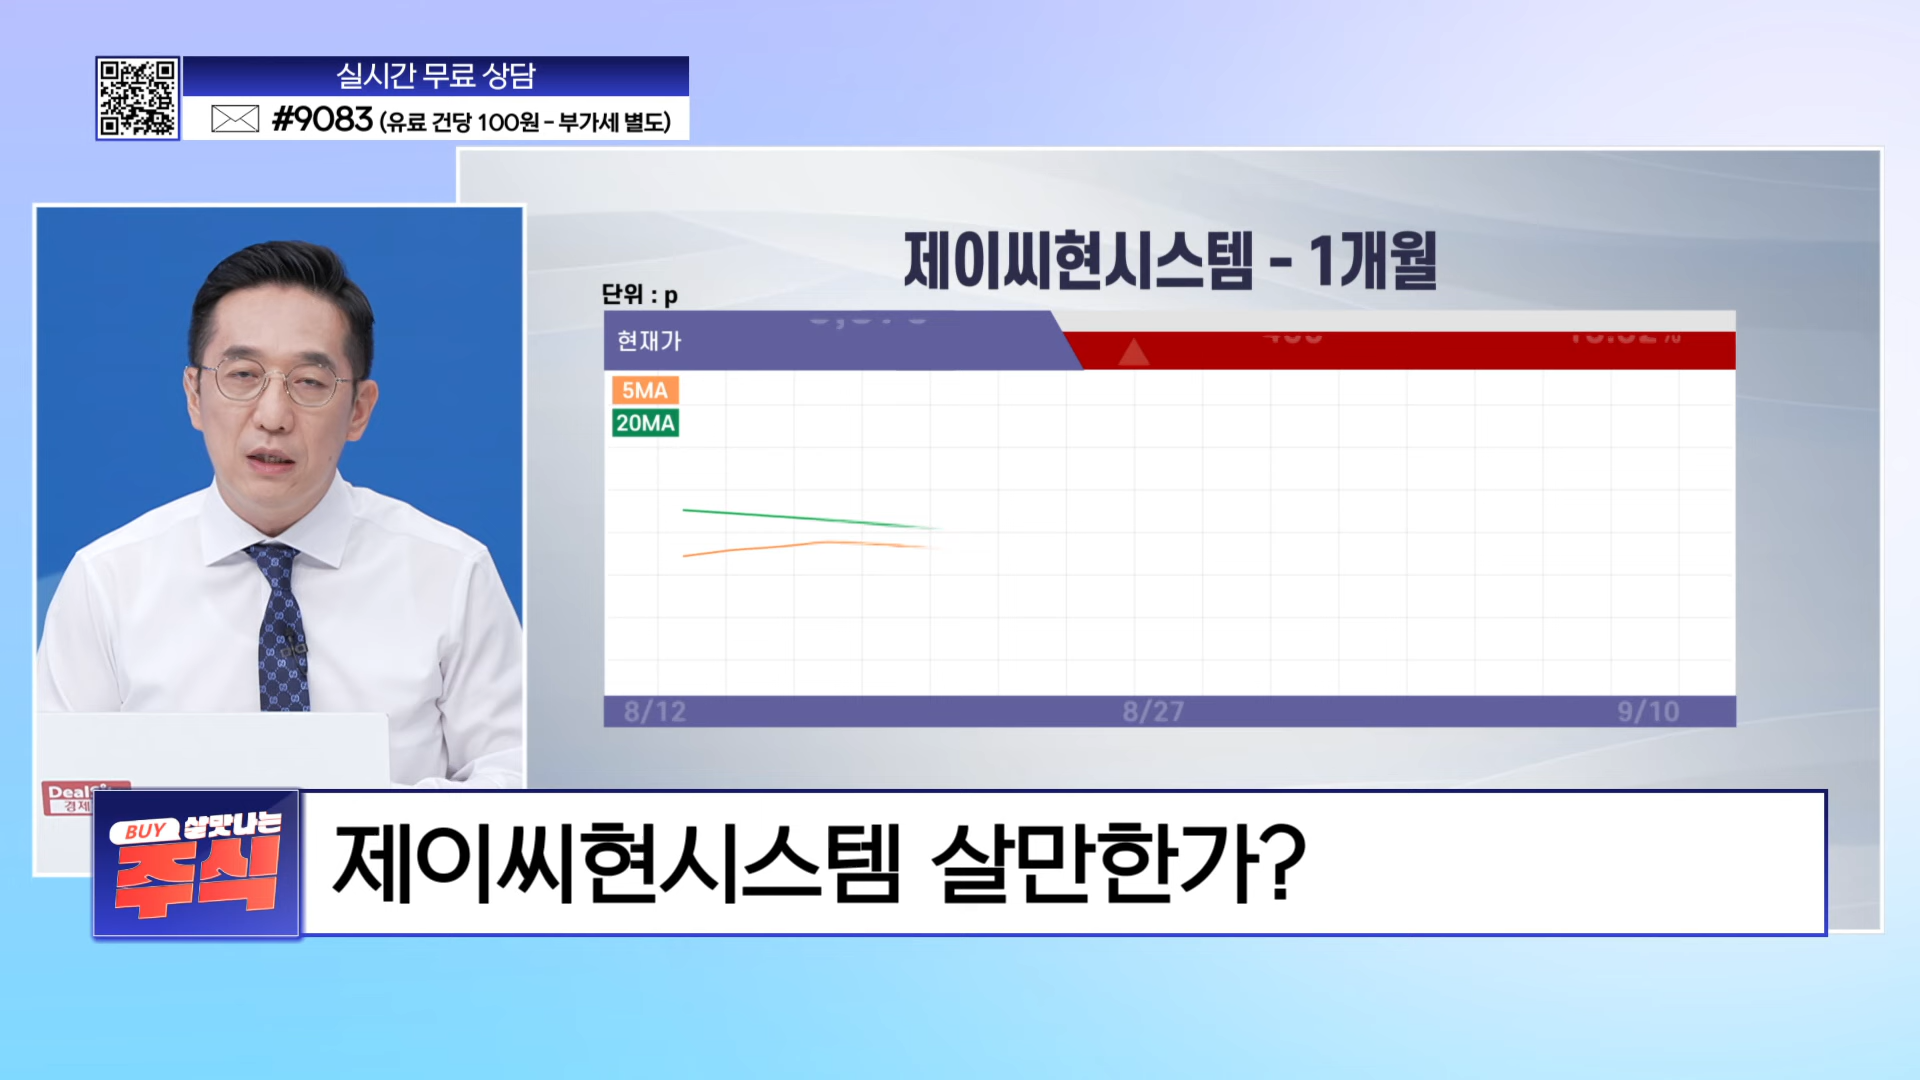 실시간 무료 상담
#9083 (유료 건당 100원 - 부가세 별도)
제이씨현시스템 - 1개월
단위 : p
현재가
5MA
20MA
8/12 8/27 9/10
경제
BUY 살맛나는
주식
제이씨현시스템 살만한가?